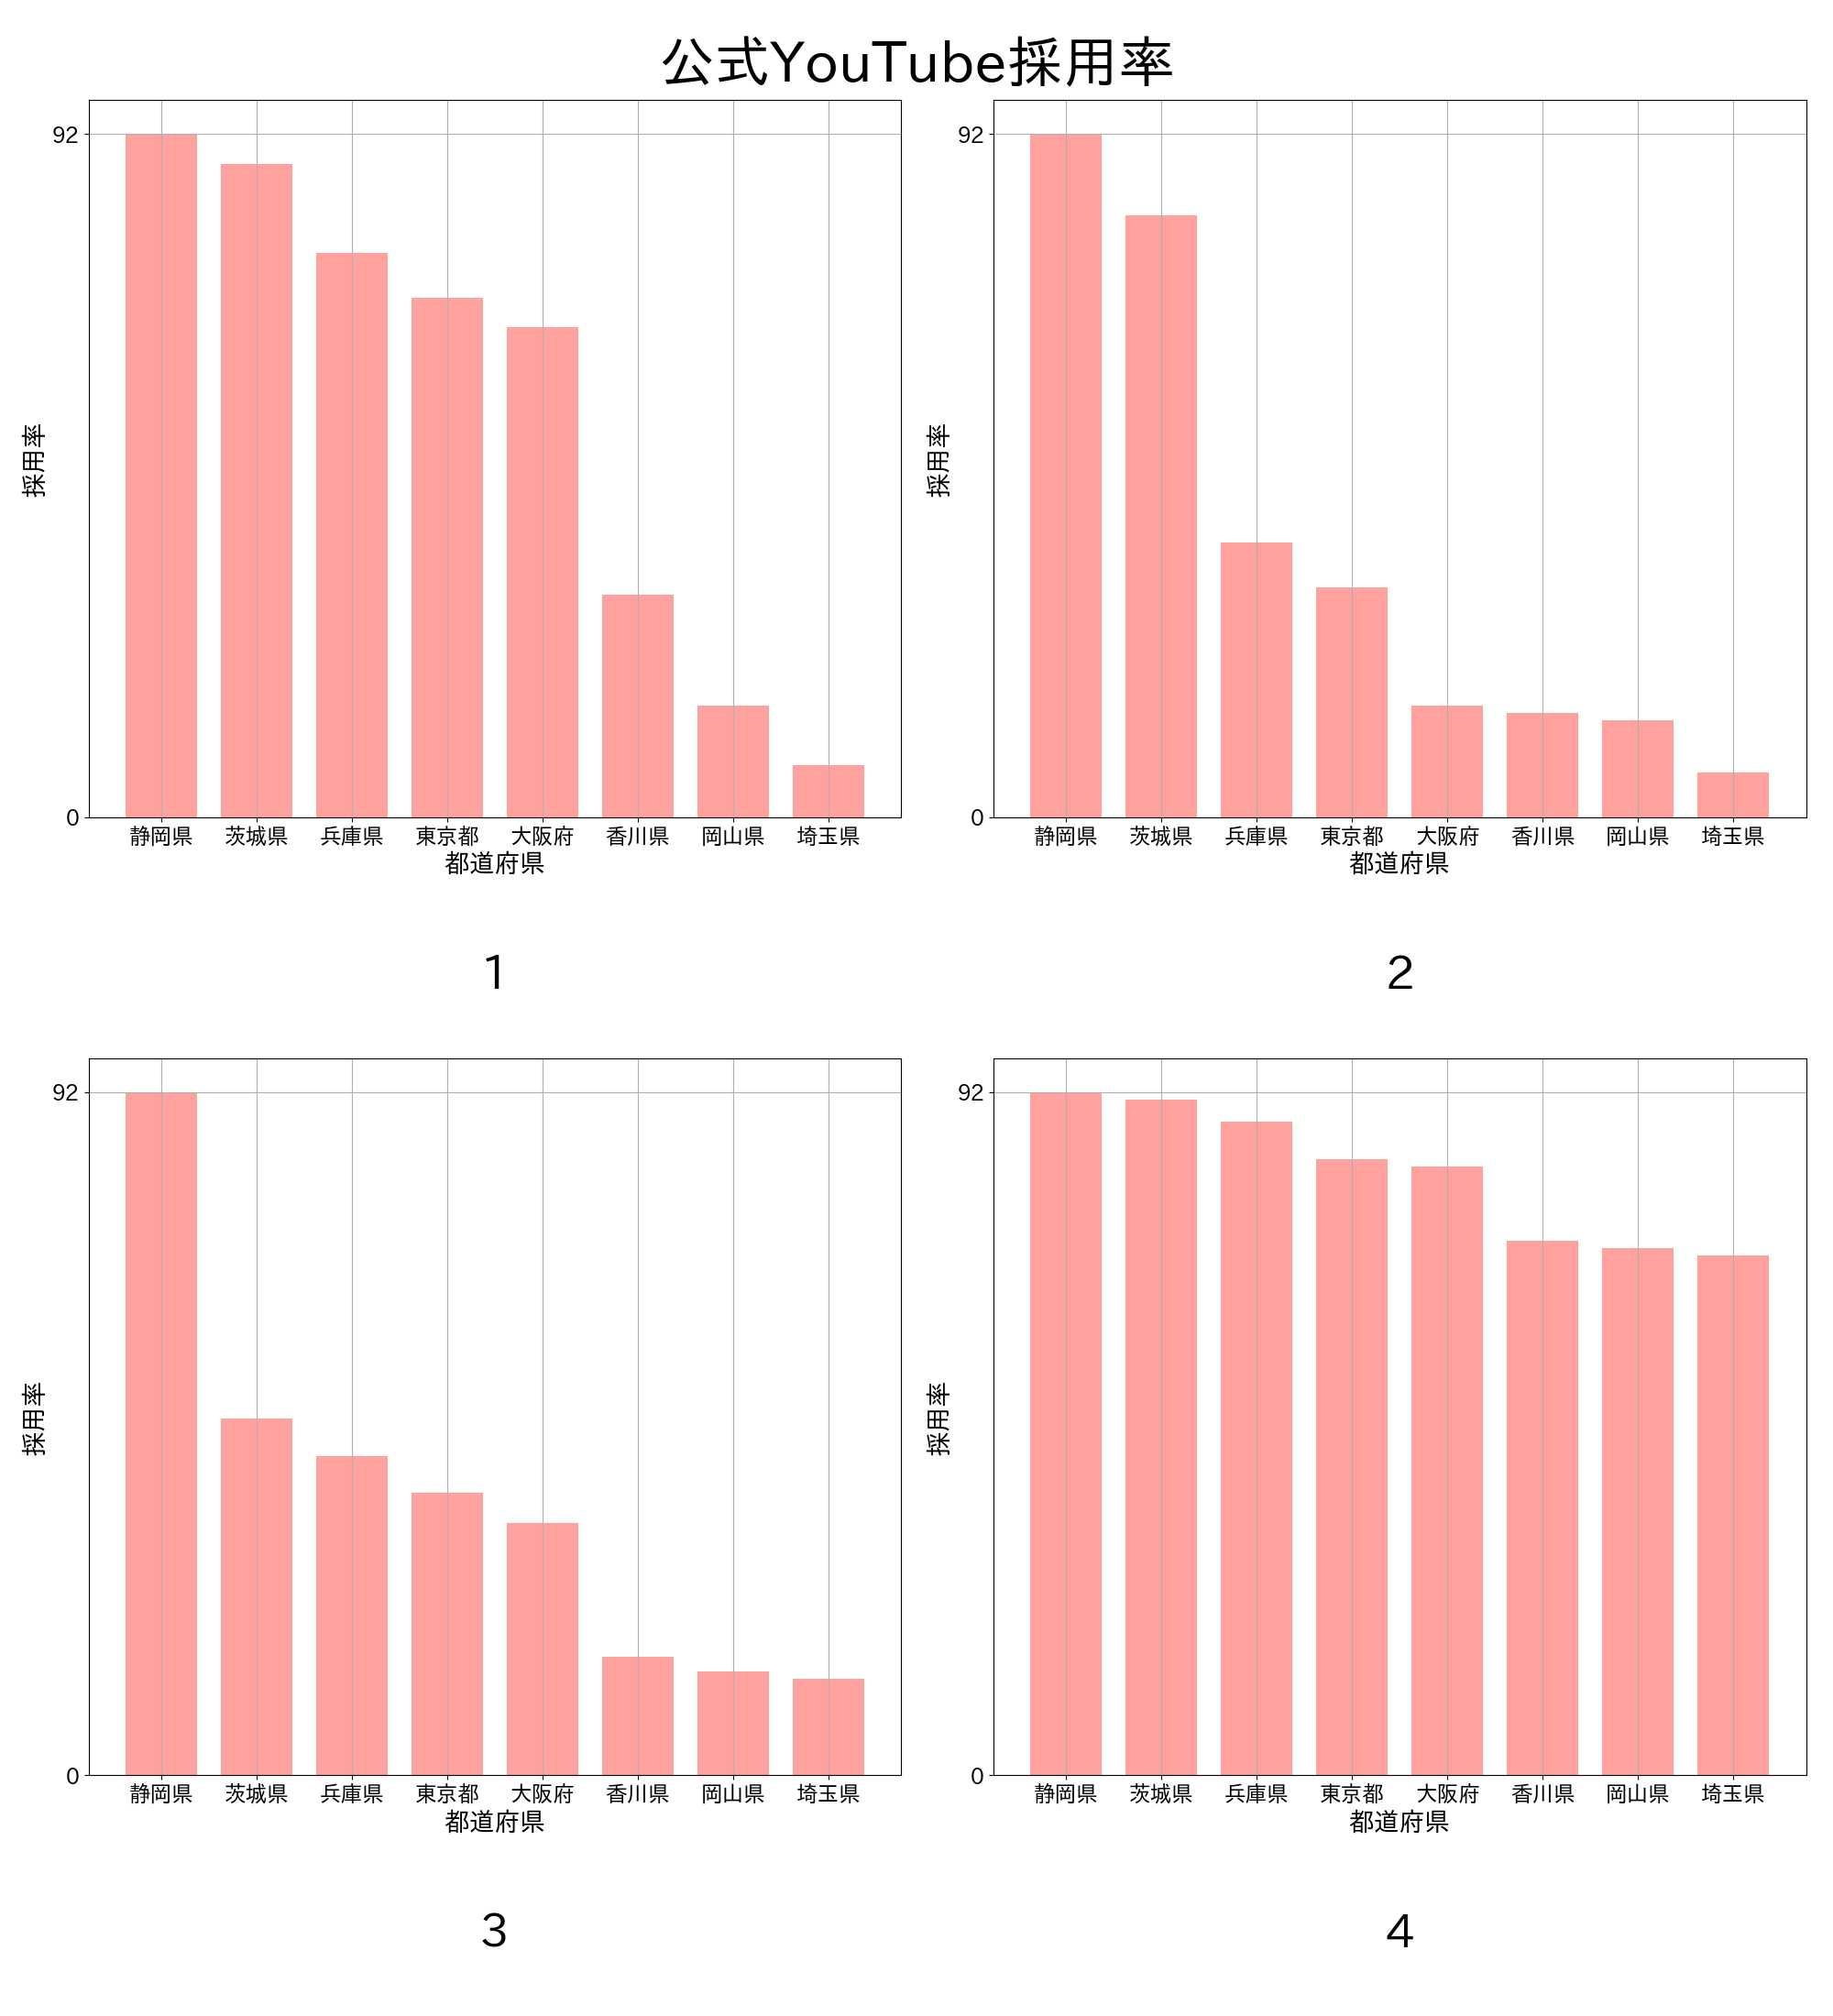 公式YouTube採用率
92
採用率
0
静岡県 茨城県 兵庫県 東京都 大阪府 香川県 岡山県 埼玉県
都道府県
1
92
採用率
0
静岡県 茨城県 兵庫県 東京都 大阪府 香川県 岡山県 埼玉県
都道府県
2
92
採用率
0
静岡県 茨城県 兵庫県 東京都 大阪府 香川県 岡山県 埼玉県
都道府県
3
92
採用率
0
静岡県 茨城県 兵庫県 東京都 大阪府 香川県 岡山県 埼玉県
都道府県
4